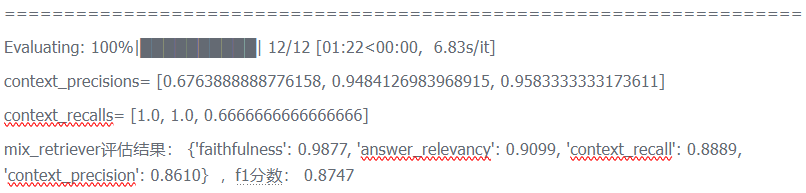 ======================================================================
Evaluating: 100%|██████████| 12/12 [01:22<00:00,  6.83s/it]
context_precisions= [0.6763888888776158, 0.9484126983968915, 0.9583333333173611]
context_recalls= [1.0, 1.0, 0.6666666666666666]
mix_retriever评估结果： {'faithfulness': 0.9877, 'answer_relevancy': 0.9099, 'context_recall': 0.8889,
'context_precision': 0.8610} ，f1分数： 0.8747